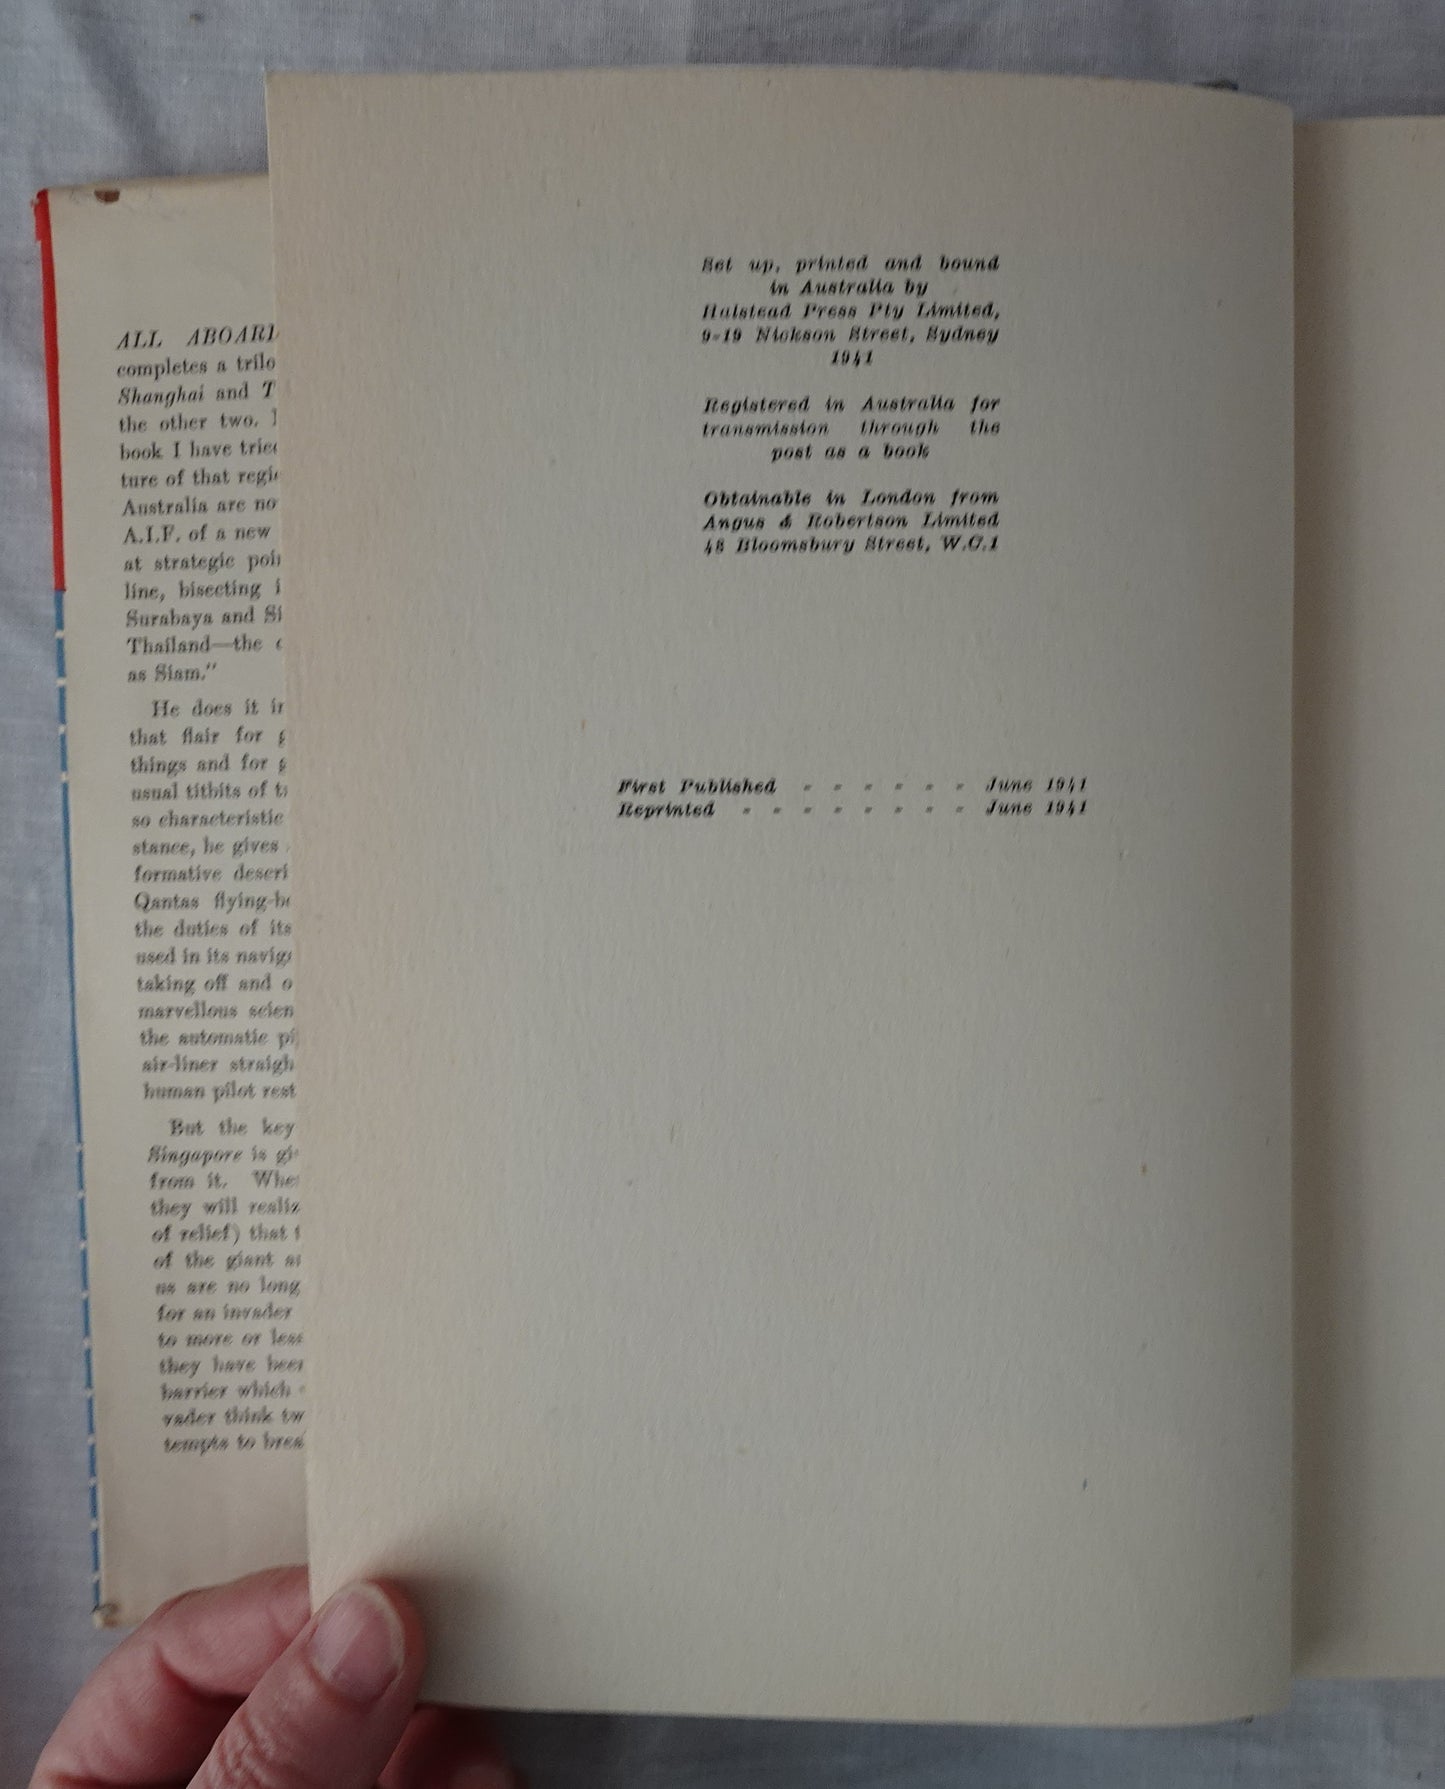 ALL ABOARD
completes a trilo
Shanghai and T
the other two.
book I have tried
ture of that regi
Australia are no
A.I.F. of a new
at strategic poi
line, bisecting i
Surabaya and Si
Thailand—the
as Siam."
He does it in
that flair for g
things and for g
usual titbits of t
so characteristic
stance, he gives
formative descri
Qantas flying-bo
the duties of its
used in its navig
taking off and o
marvellous scien
the automatic pi
air-liner straigh
human pilot rest
But the key
Singapore is gi
from it. Whe
they will realiz
of relief) that t
of the giant a
us are no long
for an invader
to more or less
they have been
barrier which
vader think tw
tempts to brea
Set up, printed and bound
in Australia by
Halstead Press Pty Limited,
9-19 Nickson Street, Sydney
1941
Registered in Australia for
transmission through the
post as a book
Obtainable in London from
Angus & Robertson Limited
48 Bloomsbury Street, W.C.1
First Published - - - - - - June 1941
Reprinted - - - - - - - - June 1941